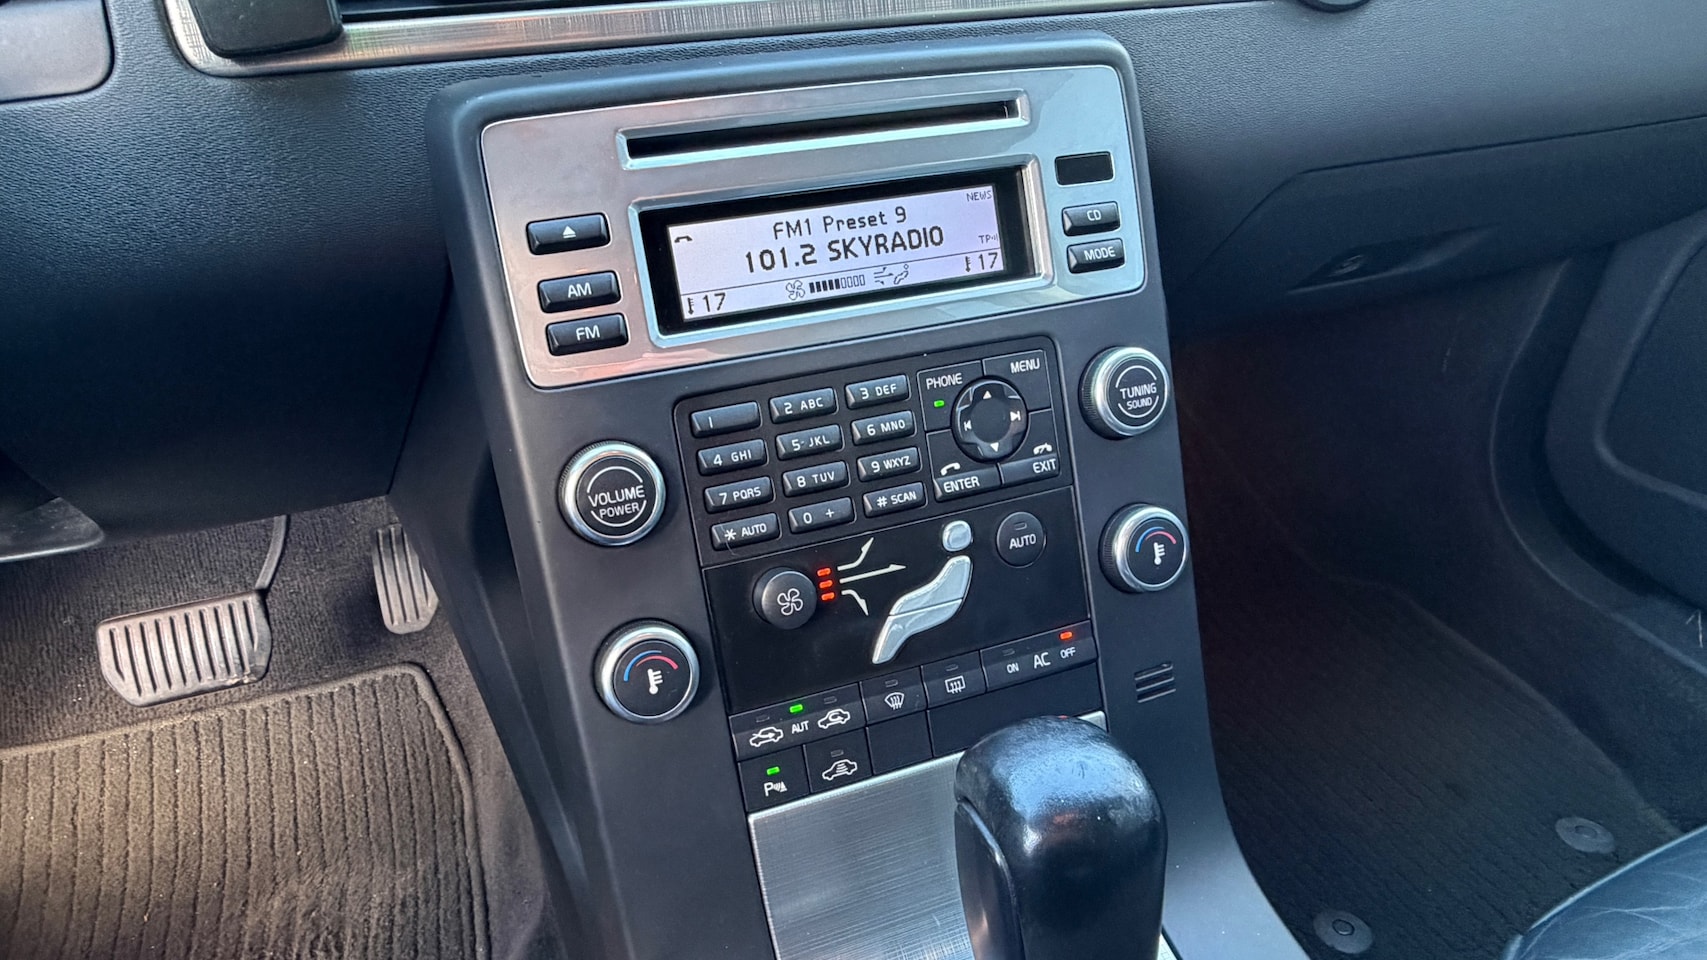 NEWS
FM1 Preset 9
101.2 SKYRADIO
TP
17
17
CD
MODE
AM
FM
1
2 ABC
3 DEF
4 GHI
5 JKL
6 MNO
7 PQRS
8 TUV
9 WXYZ
* AUTO
0 +
# SCAN
PHONE
MENU
ENTER
EXIT
TUNING
SOUND
VOLUME
POWER
AUTO
ON AC OFF
AUT
P